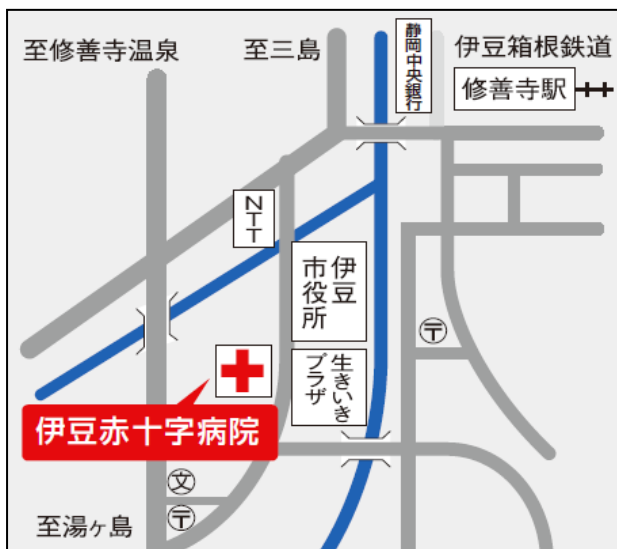 至修善寺温泉
至三島
静岡中央銀行
伊豆箱根鉄道
修善寺駅
NTT
伊豆
市役所
生きいき
プラザ
〒
伊豆赤十字病院
文
〒
至湯ヶ島